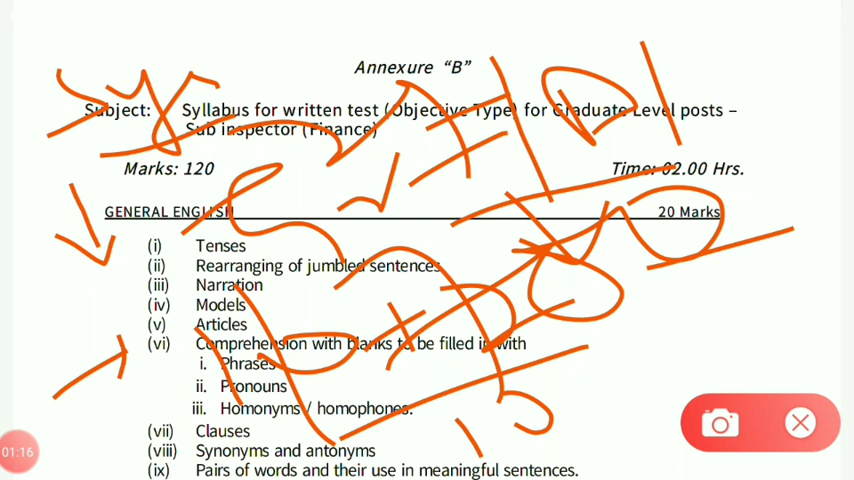 Annexure “B”
Subject: Syllabus for written test (Objective Type) for Graduate Level posts –
Sub inspector (Finance)
Marks: 120 Time: 02.00 Hrs.
GENERAL ENGLISH 20 Marks
(i) Tenses
(ii) Rearranging of jumbled sentences.
(iii) Narration
(iv) Models
(v) Articles
(vi) Comprehension with blanks to be filled in with
i. Phrases
ii. Pronouns
iii. Homonyms / homophones.
(vii) Clauses
(viii) Synonyms and antonyms
01:16
(ix) Pairs of words and their use in meaningful sentences.